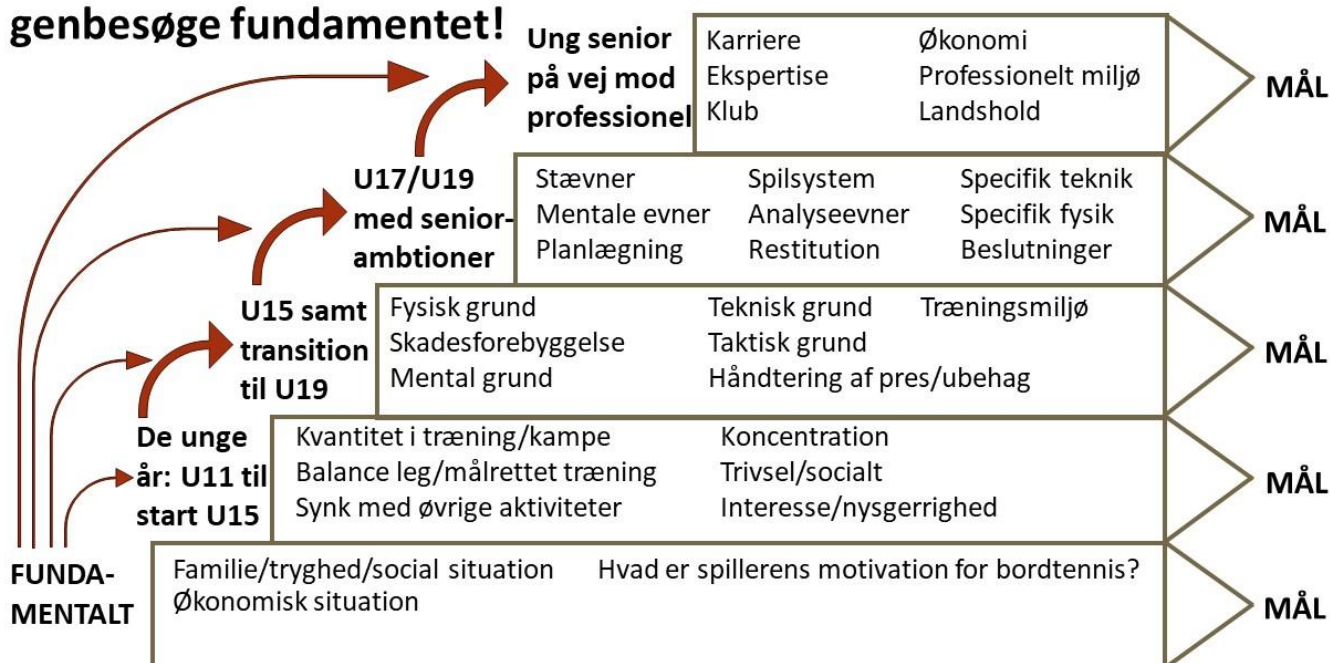 genbesøge fundamentet!
Ung senior
på vej mod
professionel
Karriere Økonomi
Ekspertise Professionelt miljø
Klub Landshold
MÅL
U17/U19
med senior-
ambtioner
Stævner Spilsystem Specifik teknik
Mentale evner Analyseevner Specifik fysik
Planlægning Restitution Beslutninger
MÅL
U15 samt
transition
til U19
Fysisk grund Teknisk grund Træningsmiljø
Skadesforebyggelse Taktisk grund
Mental grund Håndtering af pres/ubehag
MÅL
De unge
år: U11 til
start U15
Kvantitet i træning/kampe Koncentration
Balance leg/målrettet træning Trivsel/socialt
Synk med øvrige aktiviteter Interesse/nysgerrighed
MÅL
FUNDA-
MENTALT
Familie/tryghed/social situation Hvad er spillerens motivation for bordtennis?
Økonomisk situation
MÅL